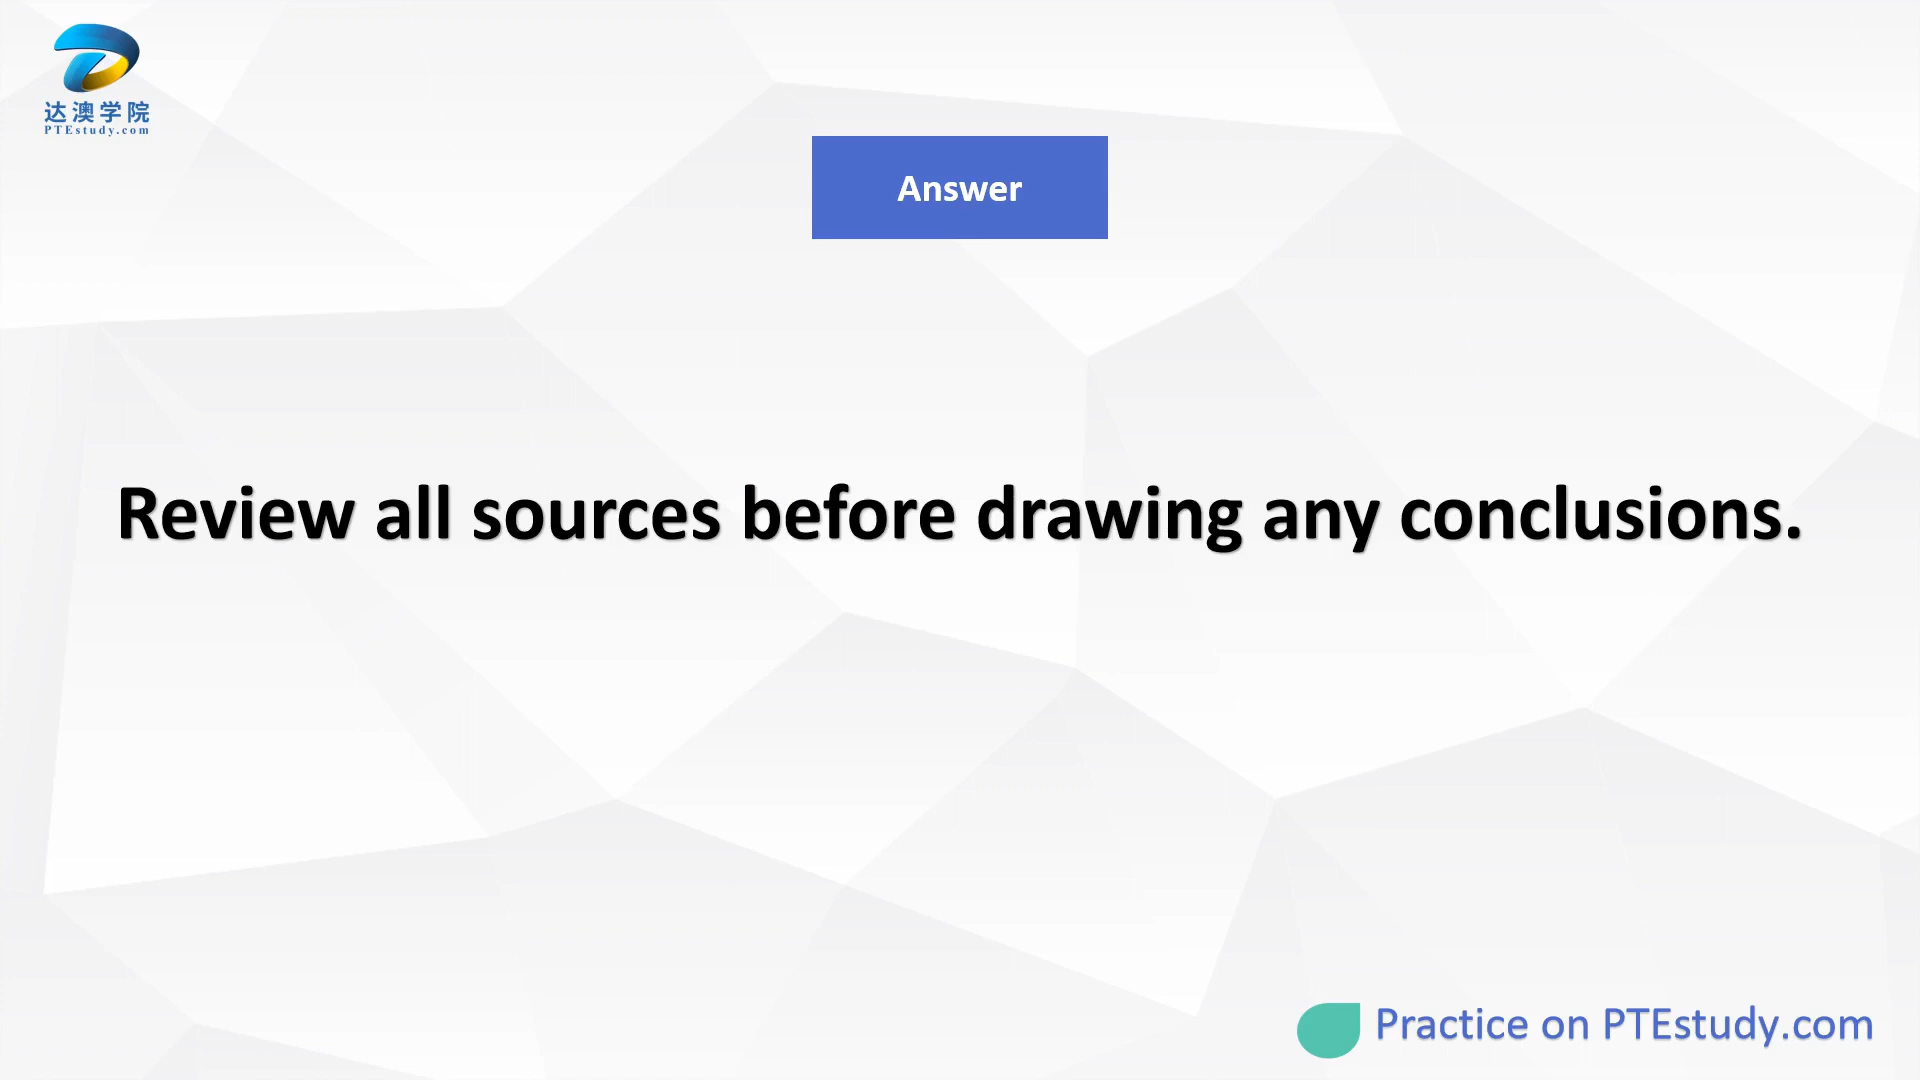 达澳学院
PTEstudy.com
Answer
Review all sources before drawing any conclusions.
Practice on PTEstudy.com